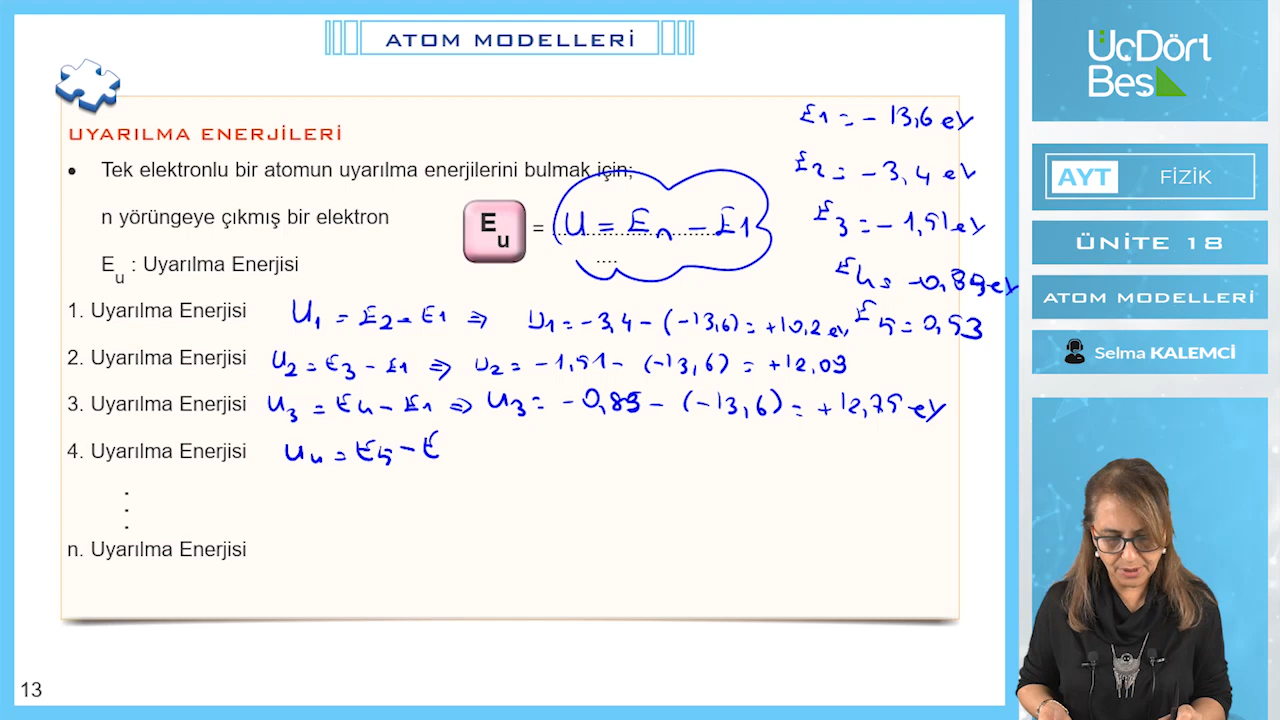 ATOM MODELLERİ
UYARILMA ENERJİLERİ
• Tek elektronlu bir atomun uyarılma enerjilerini bulmak için;
n yörüngeye çıkmış bir elektron
Eu = U = En - E1
Eu : Uyarılma Enerjisi
1. Uyarılma Enerjisi U1 = E2 - E1 ⇒ U1 = -3,4 - (-13,6) = +10,2 eV
2. Uyarılma Enerjisi U2 = E3 - E1 ⇒ U2 = -1,51 - (-13,6) = +12,09
3. Uyarılma Enerjisi U3 = E4 - E1 ⇒ U3 = -0,85 - (-13,6) = +12,75 eV
4. Uyarılma Enerjisi U4 = E5 - E
n. Uyarılma Enerjisi
E1 = -13,6 eV
E2 = -3,4 eV
E3 = -1,51 eV
E4 = -0,85 eV
E5 = 0,53
13
ÜçDört
Beş
AYT FİZİK
ÜNİTE 18
ATOM MODELLERİ
Selma KALEMCİ